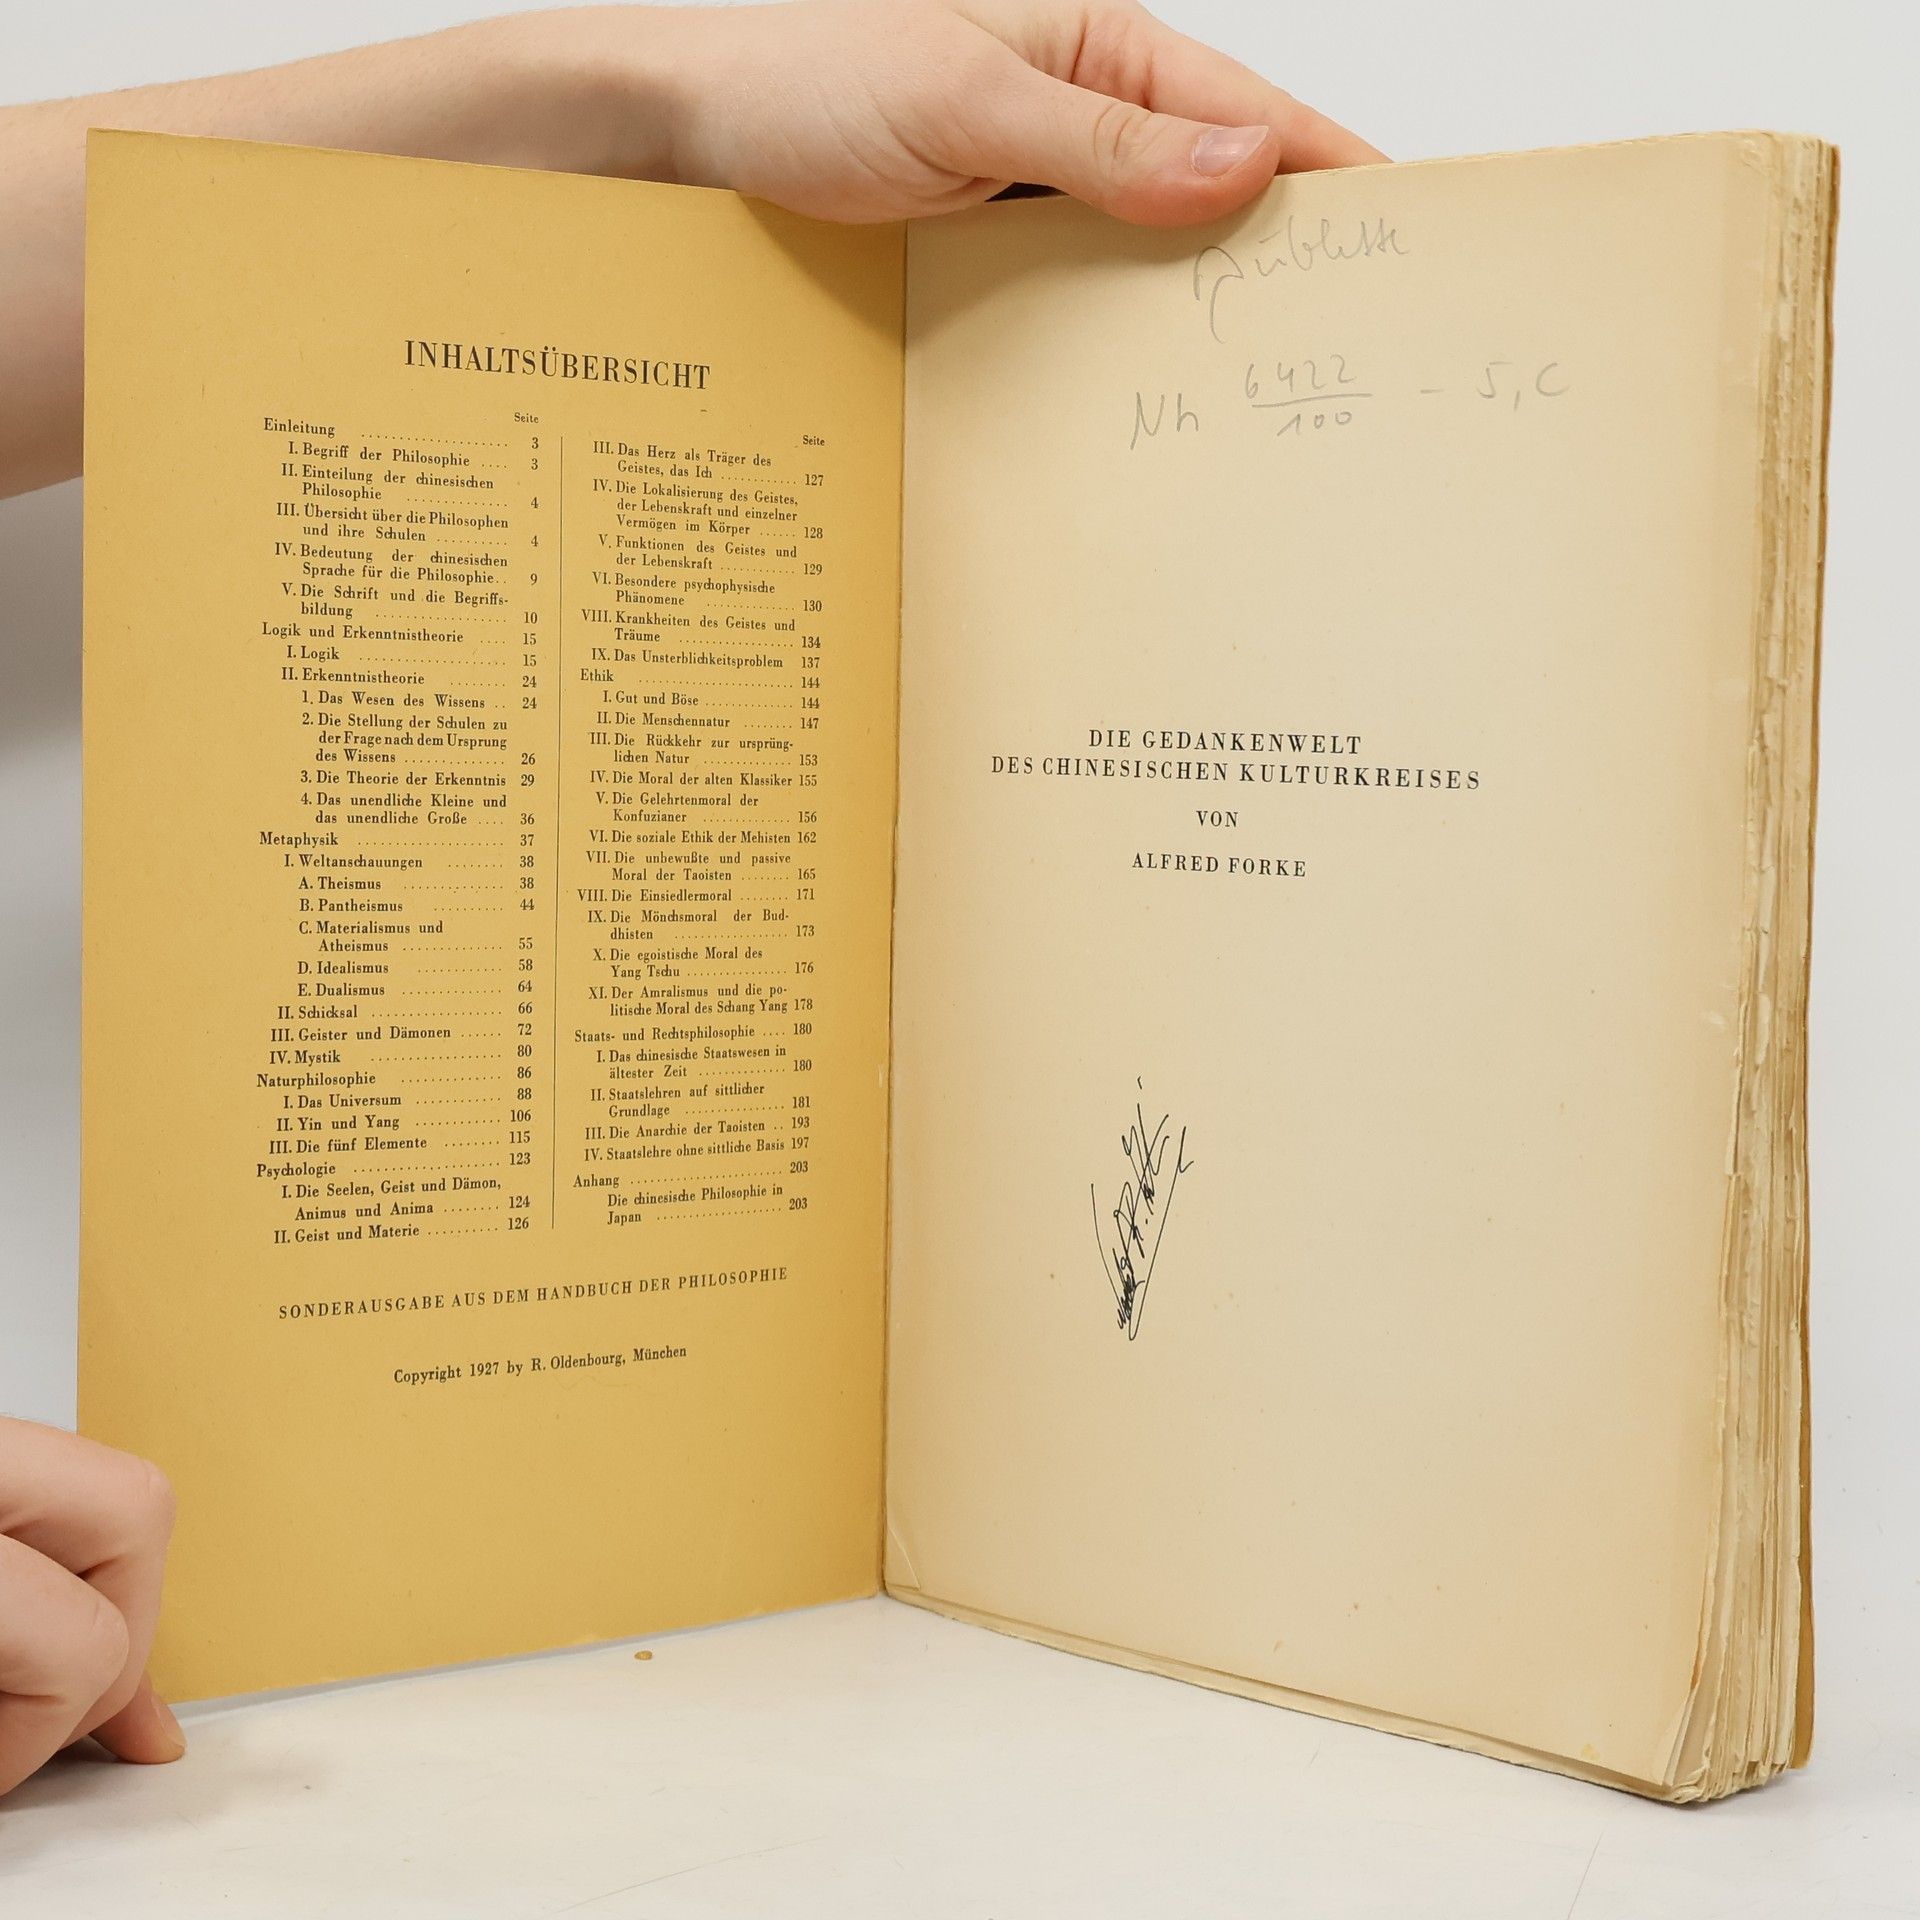 INHALTSÜBERSICHT
Seite
Einleitung .................... 3
I. Begriff der Philosophie .... 3
II. Einteilung der chinesischen
Philosophie .............. 4
III. Übersicht über die Philosophen
und ihre Schulen .......... 4
IV. Bedeutung der chinesischen
Sprache für die Philosophie.. 9
V. Die Schrift und die Begriffs-
bildung .................. 10
Logik und Erkenntnistheorie .... 15
I. Logik .................... 15
II. Erkenntnistheorie ........ 24
1. Das Wesen des Wissens .. 24
2. Die Stellung der Schulen zu
der Frage nach dem Ursprung
des Wissens .............. 26
3. Die Theorie der Erkenntnis 29
4. Das unendliche Kleine und
das unendliche Große .... 36
Metaphysik .................... 37
I. Weltanschauungen ........ 38
A. Theismus .............. 38
B. Pantheismus .......... 44
C. Materialismus und
Atheismus .............. 55
D. Idealismus ............ 58
E. Dualismus .............. 64
II. Schicksal .................. 66
III. Geister und Dämonen ...... 72
IV. Mystik .................. 80
Naturphilosophie .............. 86
I. Das Universum ............ 88
II. Yin und Yang ............ 106
III. Die fünf Elemente ........ 115
Psychologie .................... 123
I. Die Seelen, Geist und Dämon,
Animus und Anima ........ 124
II. Geist und Materie .......... 126
Seite
III. Das Herz als Träger des
Geistes, das Ich ............ 127
IV. Die Lokalisierung des Geistes,
der Lebenskraft und einzelner
Vermögen im Körper ...... 128
V. Funktionen des Geistes und
der Lebenskraft ............ 129
VI. Besondere psychophysische
Phänomene .............. 130
VIII. Krankheiten des Geistes und
Träume .................. 134
IX. Das Unsterblichkeitsproblem 137
Ethik ........................ 144
I. Gut und Böse .............. 144
II. Die Menschennatur ........ 147
III. Die Rückkehr zur ursprüng-
lichen Natur .............. 153
IV. Die Moral der alten Klassiker 155
V. Die Gelehrtenmoral der
Konfuzianer .............. 156
VI. Die soziale Ethik der Mehisten 162
VII. Die unbewußte und passive
Moral der Taoisten ........ 165
VIII. Die Einsiedlermoral ........ 171
IX. Die Mönchsmoral der Bud-
dhisten .................. 173
X. Die egoistische Moral des
Yang Tschu ................ 176
XI. Der Amralismus und die po-
litische Moral des Schang Yang 178
Staats- und Rechtsphilosophie .... 180
I. Das chinesische Staatswesen in
ältester Zeit .............. 180
II. Staatslehren auf sittlicher
Grundlage ................ 181
III. Die Anarchie der Taoisten .. 193
IV. Staatslehre ohne sittliche Basis 197
Anhang ...................... 203
Die chinesische Philosophie in
Japan .................... 203
SONDERAUSGABE AUS DEM HANDBUCH DER PHILOSOPHIE
Copyright 1927 by R. Oldenbourg, München
Nh 6422/100 – 5, C
DIE GEDANKENWELT
DES CHINESISCHEN KULTURKREISES
VON
ALFRED FORKE